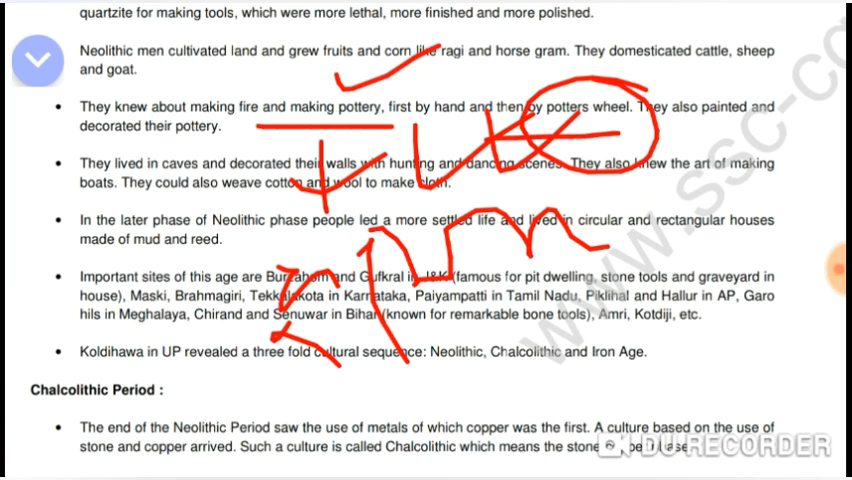 quartzite for making tools, which were more lethal, more finished and more polished.
Neolithic men cultivated land and grew fruits and corn like ragi and horse gram. They domesticated cattle, sheep
and goat.
• They knew about making fire and making pottery, first by hand and then by potters wheel. They also painted and
decorated their pottery.
• They lived in caves and decorated their walls with hunting and dancing scenes. They also knew the art of making
boats. They could also weave cotton and wool to make cloth.
• In the later phase of Neolithic phase people led a more settled life and lived in circular and rectangular houses
made of mud and reed.
• Important sites of this age are Burzahom and Gufkral in J&K (famous for pit dwelling, stone tools and graveyard in
house), Maski, Brahmagiri, Tekkalakota in Karnataka, Paiyampatti in Tamil Nadu, Piklihal and Hallur in AP, Garo
hills in Meghalaya, Chirand and Senuwar in Bihar (known for remarkable bone tools), Amri, Kotdiji, etc.
• Koldihawa in UP revealed a three fold cultural sequence: Neolithic, Chalcolithic and Iron Age.
Chalcolithic Period :
• The end of the Neolithic Period saw the use of metals of which copper was the first. A culture based on the use of
stone and copper arrived. Such a culture is called Chalcolithic which means the stone
DU RECORDER
www.ssc-c